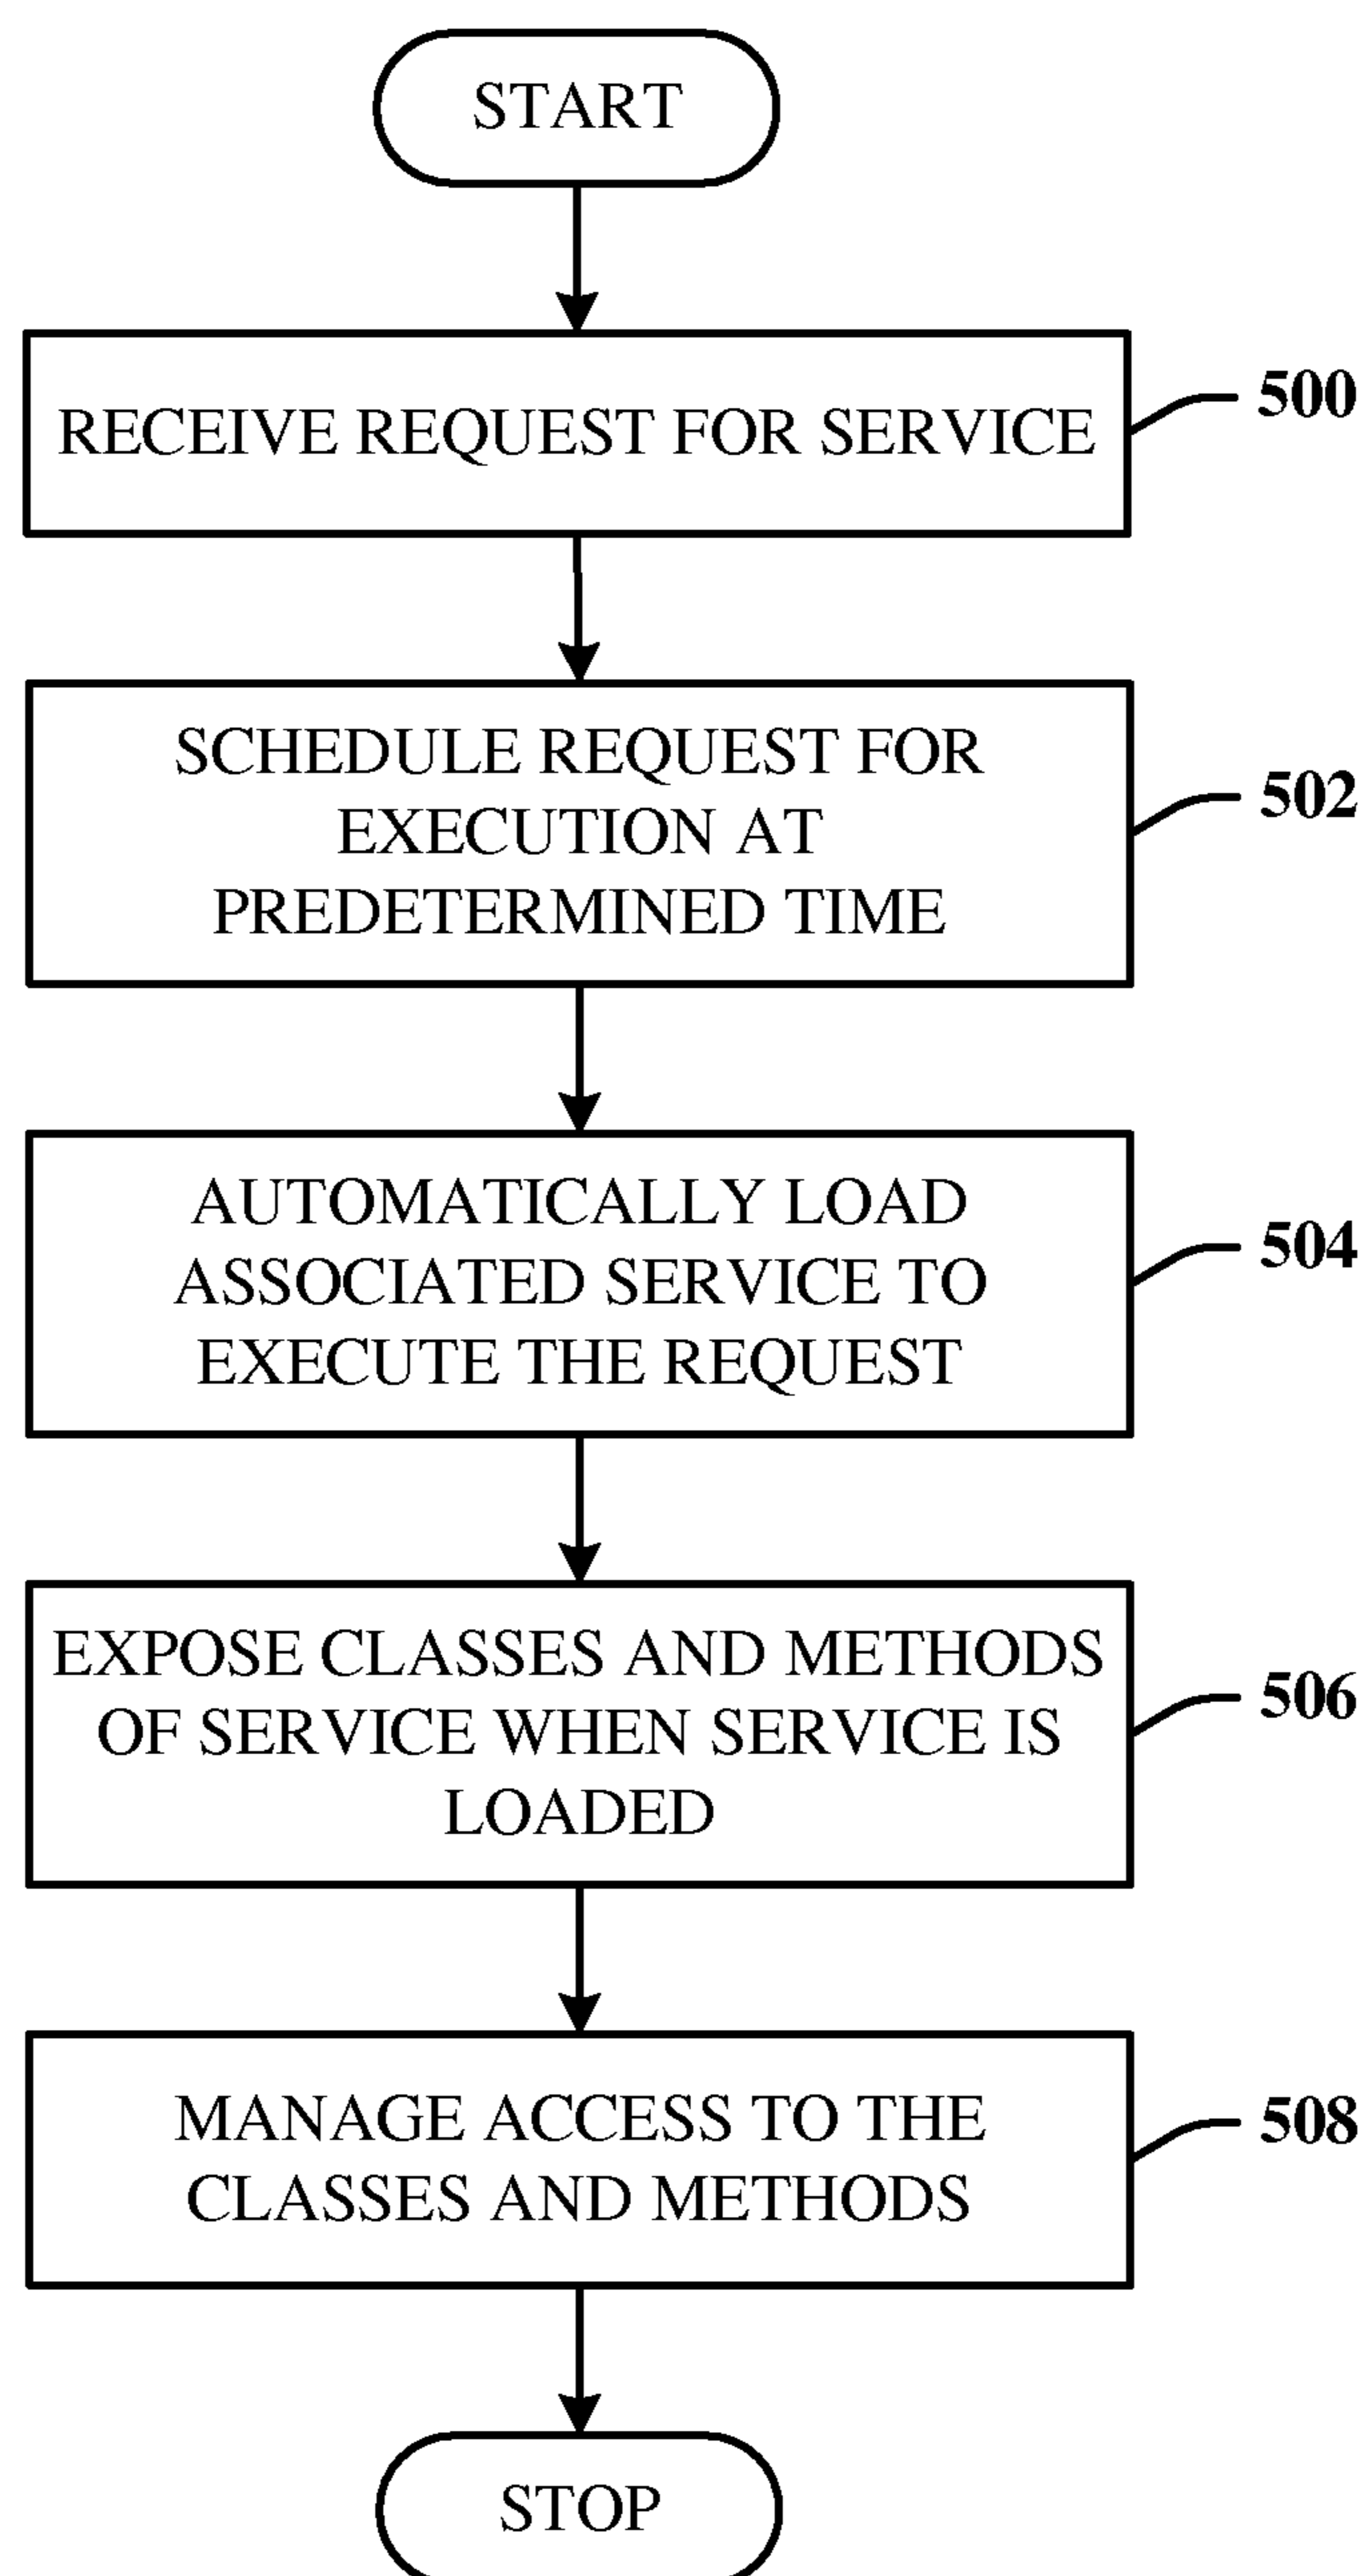 START
RECEIVE REQUEST FOR SERVICE
500
SCHEDULE REQUEST FOR
EXECUTION AT
PREDETERMINED TIME
502
AUTOMATICALLY LOAD
ASSOCIATED SERVICE TO
EXECUTE THE REQUEST
504
EXPOSE CLASSES AND METHODS
OF SERVICE WHEN SERVICE IS
LOADED
506
MANAGE ACCESS TO THE
CLASSES AND METHODS
508
STOP